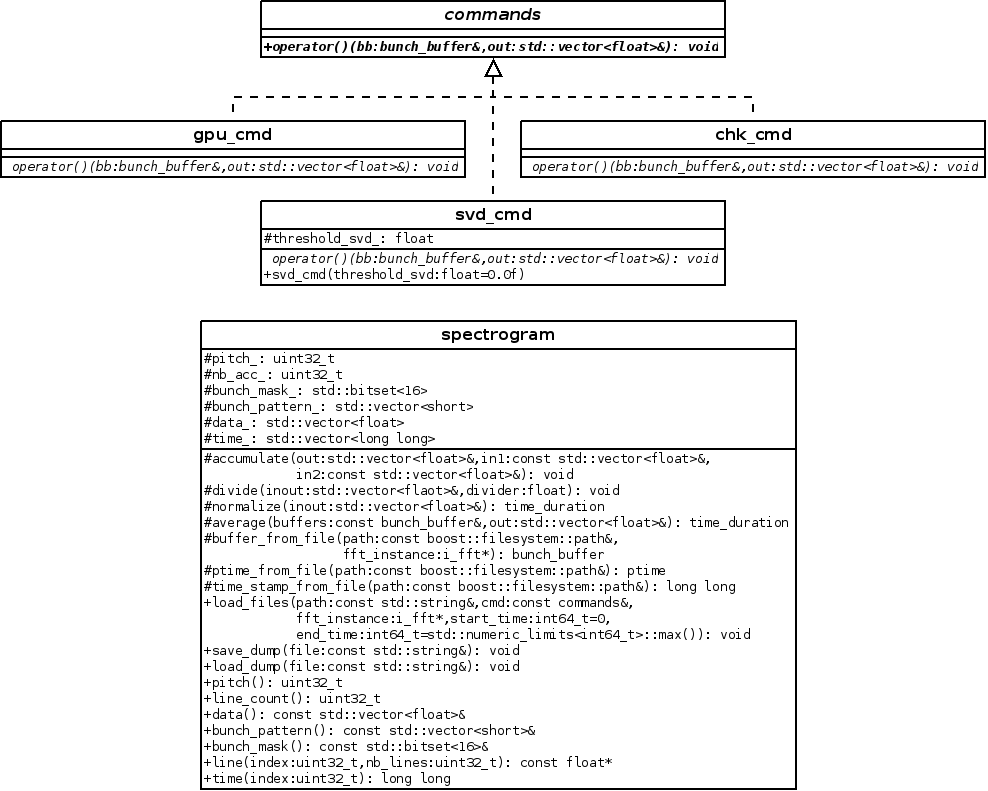 commands
+operator()(bb:bunch_buffer&,out:std::vector<float>&): void
gpu_cmd
operator()(bb:bunch_buffer&,out:std::vector<float>&): void
chk_cmd
operator()(bb:bunch_buffer&,out:std::vector<float>&): void
svd_cmd
#threshold_svd_: float
operator()(bb:bunch_buffer&,out:std::vector<float>&): void
+svd_cmd(threshold_svd:float=0.0f)
spectrogram
#pitch_: uint32_t
#nb_acc_: uint32_t
#bunch_mask_: std::bitset<16>
#bunch_pattern_: std::vector<short>
#data_: std::vector<float>
#time_: std::vector<long long>
#accumulate(out:std::vector<float>&,in1:const std::vector<float>&,
in2:const std::vector<float>&): void
#divide(inout:std::vector<flaot>&,divider:float): void
#normalize(inout:std::vector<float>&): time_duration
#average(buffers:const bunch_buffer&,out:std::vector<float>&): time_duration
#buffer_from_file(path:const boost::filesystem::path&,
fft_instance:i_fft*): bunch_buffer
#ptime_from_file(path:const boost::filesystem::path&): ptime
#time_stamp_from_file(path:const boost::filesystem::path&): long long
+load_files(path:const std::string&,cmd:const commands&,
fft_instance:i_fft*,start_time:int64_t=0,
end_time:int64_t=std::numeric_limits<int64_t>::max()): void
+save_dump(file:const std::string&): void
+load_dump(file:const std::string&): void
+pitch(): uint32_t
+line_count(): uint32_t
+data(): const std::vector<float>&
+bunch_pattern(): const std::vector<short>&
+bunch_mask(): const std::bitset<16>&
+line(index:uint32_t,nb_lines:uint32_t): const float*
+time(index:uint32_t): long long